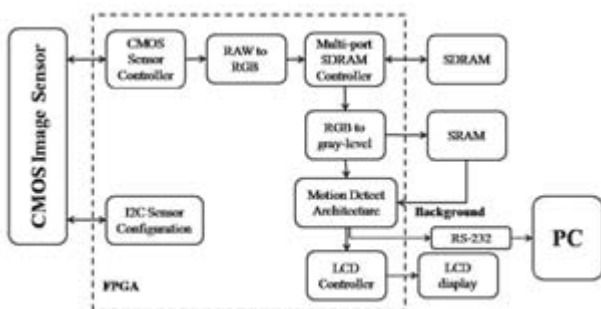 CMOS Image Sensor
CMOS
Sensor
Controller
RAW to
RGB
Multi-port
SDRAM
Controller
SDRAM
RGB to
gray-level
SRAM
I2C Sensor
Configuration
Motion Detect
Architecture
Background
RS-232
PC
LCD
Controller
LCD
display
FPGA